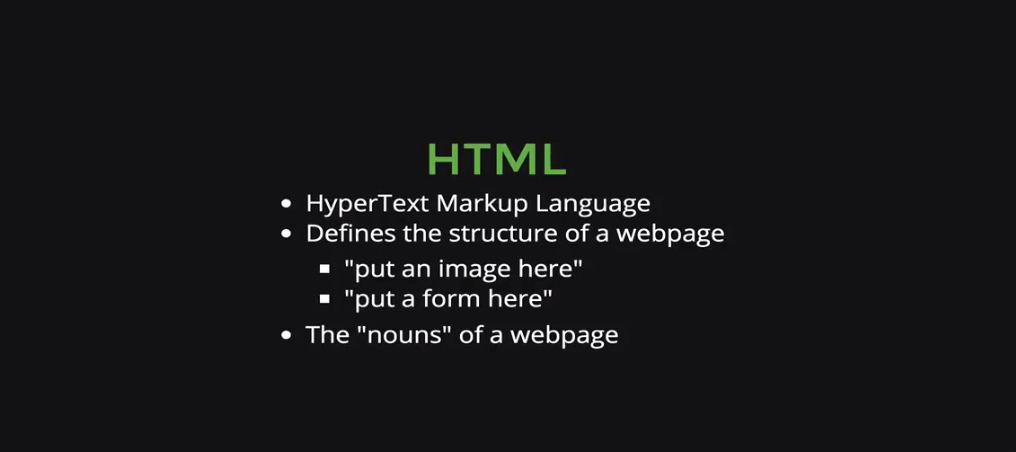 HTML
• HyperText Markup Language
• Defines the structure of a webpage
▪ "put an image here"
▪ "put a form here"
• The "nouns" of a webpage